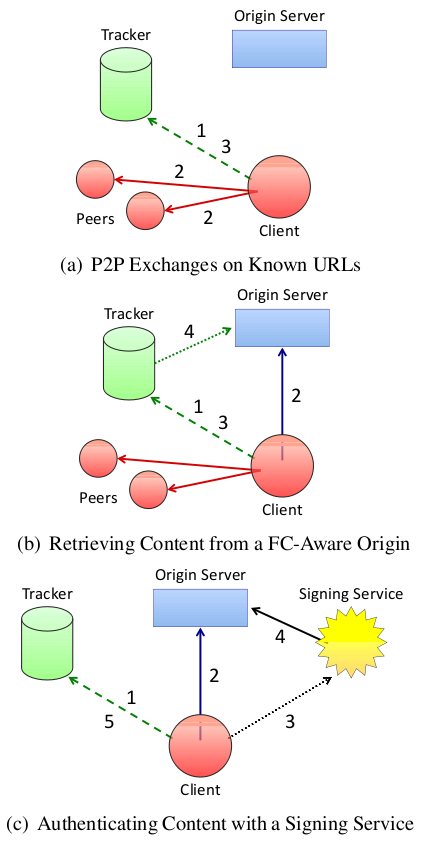 Origin Server
Tracker
1
3
2
2
Peers
Client
(a) P2P Exchanges on Known URLs
Origin Server
Tracker
4
2
1
3
Peers
Client
(b) Retrieving Content from a FC-Aware Origin
Origin Server
Tracker
Signing Service
4
2
1
5
3
Client
(c) Authenticating Content with a Signing Service